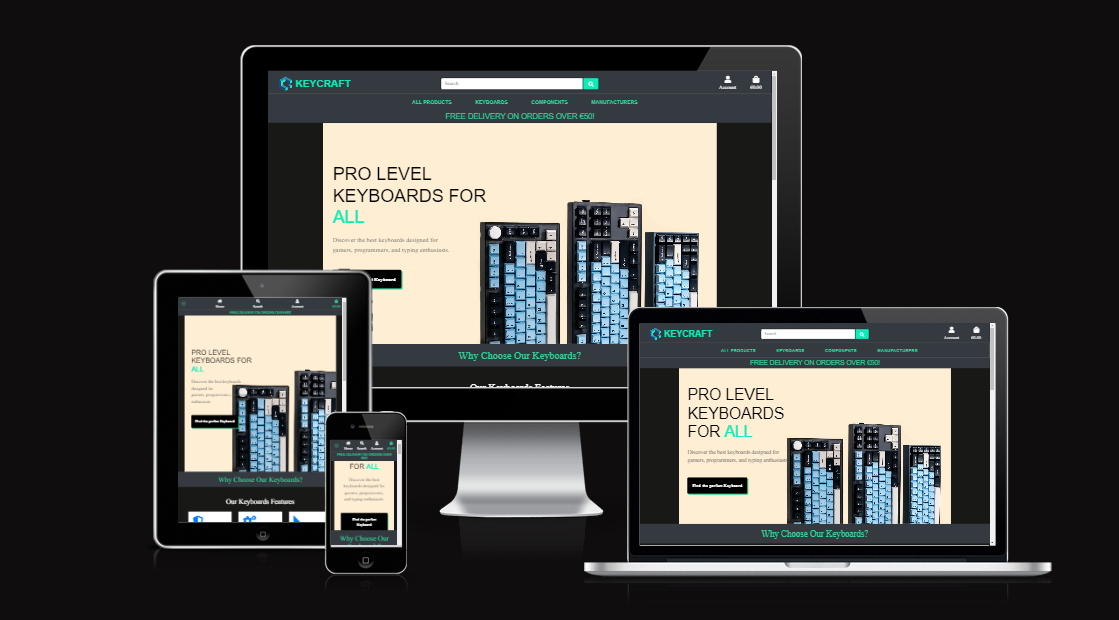 KEYCRAFT
Search
Account
€0.00
ALL PRODUCTS KEYBOARDS COMPONENTS MANUFACTURERS
FREE DELIVERY ON ORDERS OVER €50!
PRO LEVEL
KEYBOARDS FOR
ALL
Discover the best keyboards designed for
gamers, programmers, and typing enthusiasts.
Keyboard
Why Choose Our Keyboards?
Our Keyboards Features
Home Search Account
FREE DELIVERY ON ORDERS OVER €50!
PRO LEVEL
KEYBOARDS FOR
ALL
Discover the best keyboards
designed for
gamers, programmers,
enthusiasts.
Find the perfect Keyboard
Why Choose Our Keyboards?
Our Keyboards Features
Home Search Account
FREE DELIVERY ON ORDERS OVER
€50!
FOR ALL
Discover the best
keyboards designed for
gamers, programmers,
and typing enthusiasts.
Find the perfect
Keyboard
Why Choose Our
KEYCRAFT
Search
Account
€0.00
ALL PRODUCTS KEYBOARDS COMPONENTS MANUFACTURERS
FREE DELIVERY ON ORDERS OVER €50!
PRO LEVEL
KEYBOARDS
FOR ALL
Discover the best keyboards designed for
gamers, programmers, and typing enthusiasts.
Find the perfect Keyboard
Why Choose Our Keyboards?